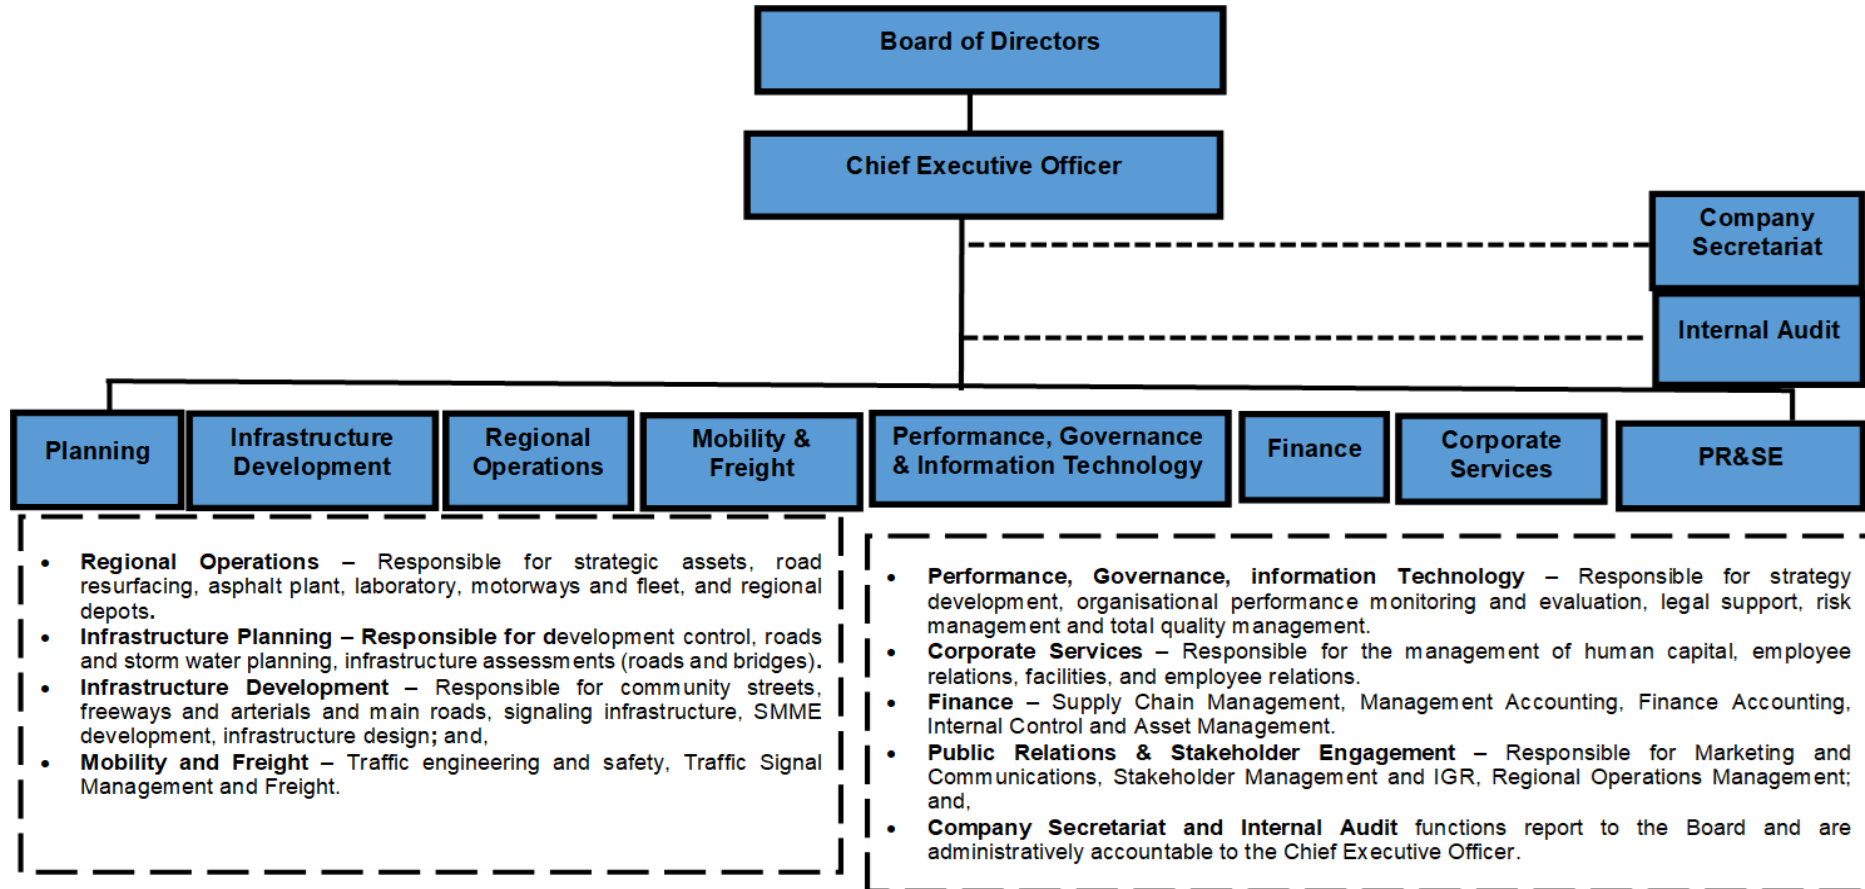 Board of Directors
Chief Executive Officer
Company
Secretariat
Internal Audit
Planning
Infrastructure
Development
Regional
Operations
Mobility &
Freight
Performance, Governance
& Information Technology
Finance
Corporate
Services
PR&SE
• Regional Operations – Responsible for strategic assets, road
resurfacing, asphalt plant, laboratory, motorways and fleet, and regional
depots.
• Infrastructure Planning – Responsible for development control, roads
and storm water planning, infrastructure assessments (roads and bridges).
• Infrastructure Development – Responsible for community streets,
freeways and arterials and main roads, signaling infrastructure, SMME
development, infrastructure design; and,
• Mobility and Freight – Traffic engineering and safety, Traffic Signal
Management and Freight.
• Performance, Governance, information Technology – Responsible for strategy
development, organisational performance monitoring and evaluation, legal support, risk
management and total quality management.
• Corporate Services – Responsible for the management of human capital, employee
relations, facilities, and employee relations.
• Finance – Supply Chain Management, Management Accounting, Finance Accounting,
Internal Control and Asset Management.
• Public Relations & Stakeholder Engagement – Responsible for Marketing and
Communications, Stakeholder Management and IGR, Regional Operations Management;
and,
• Company Secretariat and Internal Audit functions report to the Board and are
administratively accountable to the Chief Executive Officer.